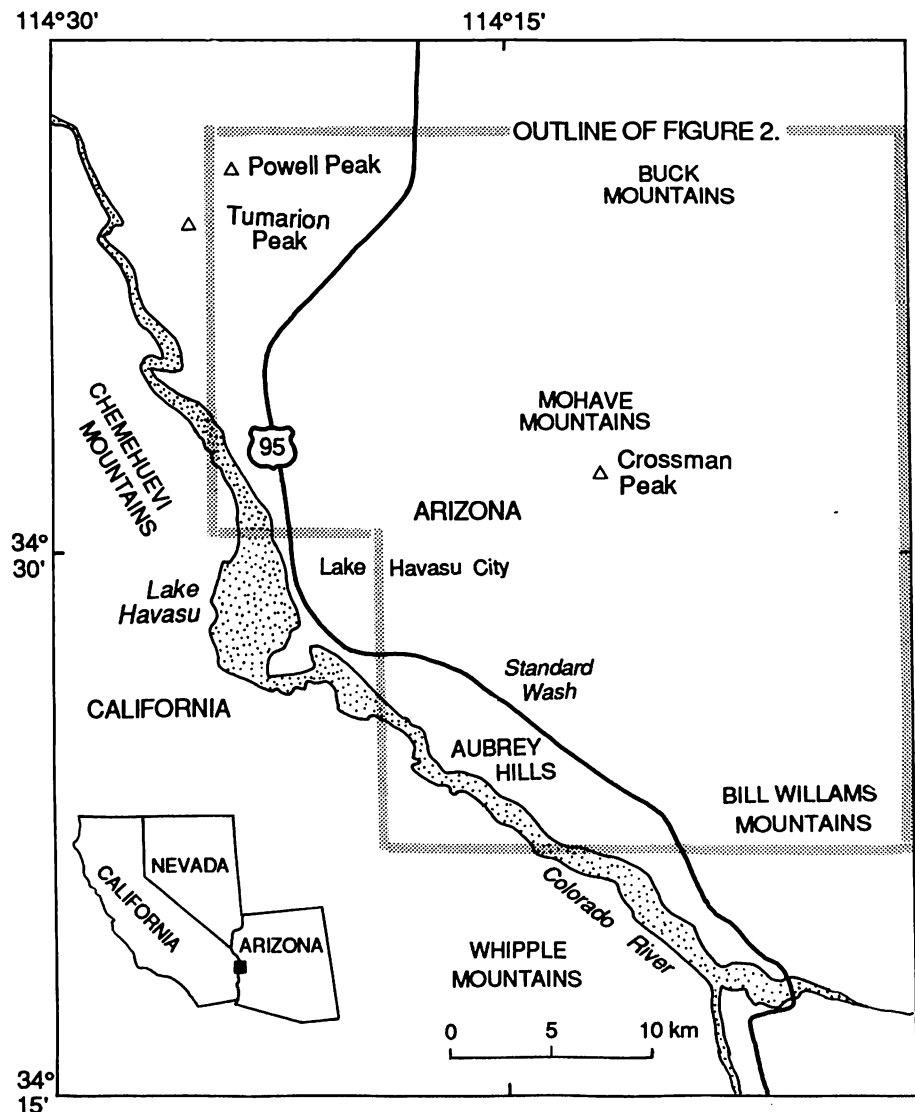 114°30'
114°15'
OUTLINE OF FIGURE 2.
Powell Peak
BUCK
MOUNTAINS
Tumarion
Peak
CHEMEHUEVI
MOUNTAINS
MOHAVE
MOUNTAINS
95
Crossman
Peak
ARIZONA
34°
30'
Lake Havasu City
Lake
Havasu
Standard
Wash
CALIFORNIA
AUBREY
HILLS
BILL WILLAMS
MOUNTAINS
NEVADA
CALIFORNIA
ARIZONA
Colorado River
WHIPPLE
MOUNTAINS
0 5 10 km
34°
15'